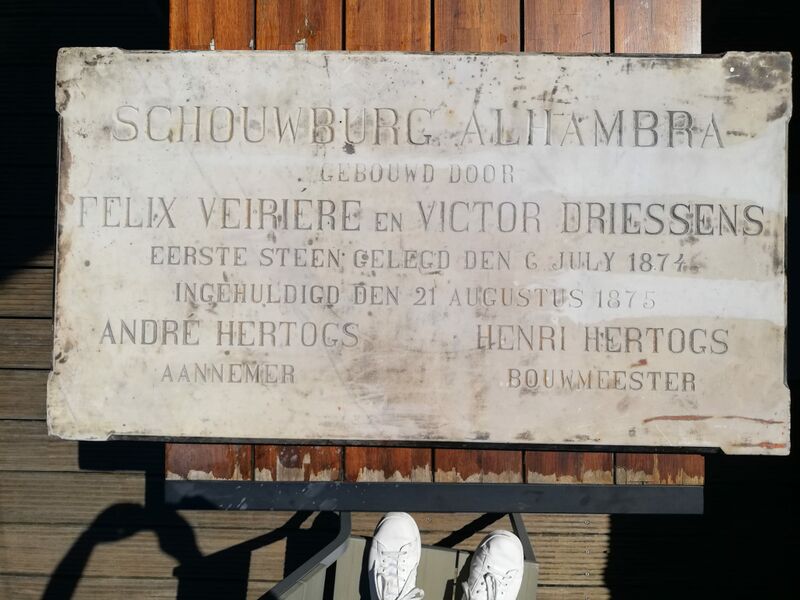 SCHOUWBURG ALHAMBRA
GEBOUWD DOOR
FELIX VEIRIERE EN VICTOR DRIESSENS
EERSTE STEEN GELEGD DEN 6 JULY 1874
INGEHULDIGD DEN 21 AUGUSTUS 1875
ANDRÉ HERTOGS HENRI HERTOGS
AANNEMER BOUWMEESTER